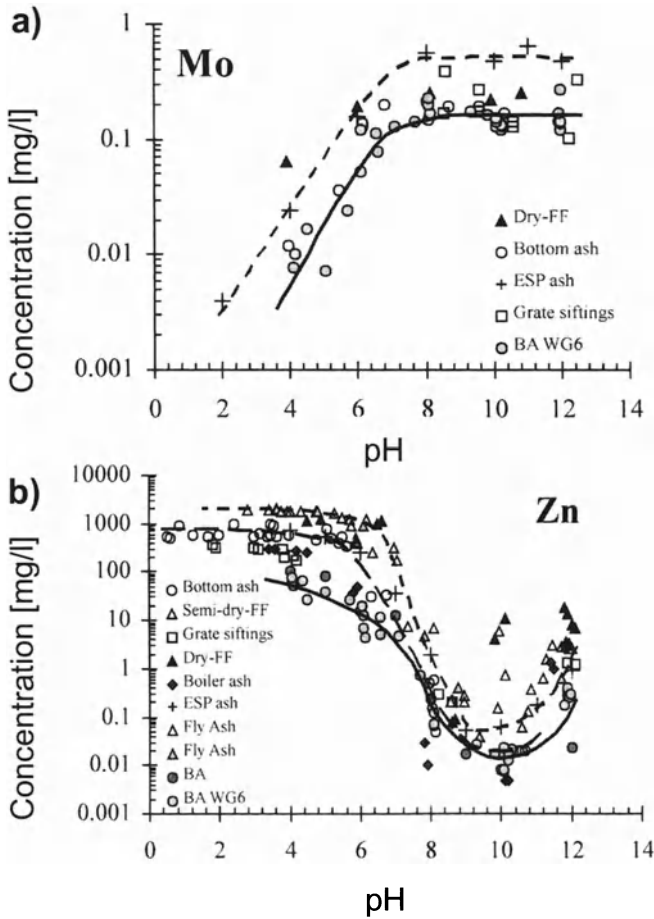 a)
Mo
Concentration [mg/l]
1
0.1
0.01
0.001
Dry-FF
Bottom ash
ESP ash
Grate siftings
BA WG6
0 2 4 6 8 10 12 14
pH
b)
Zn
Concentration [mg/l]
10000
1000
100
10
1
0.1
0.01
0.001
Bottom ash
Semi-dry-FF
Grate siftings
Dry-FF
Boiler ash
ESP ash
Fly Ash
Fly Ash
BA
BA WG6
0 2 4 6 8 10 12 14
pH